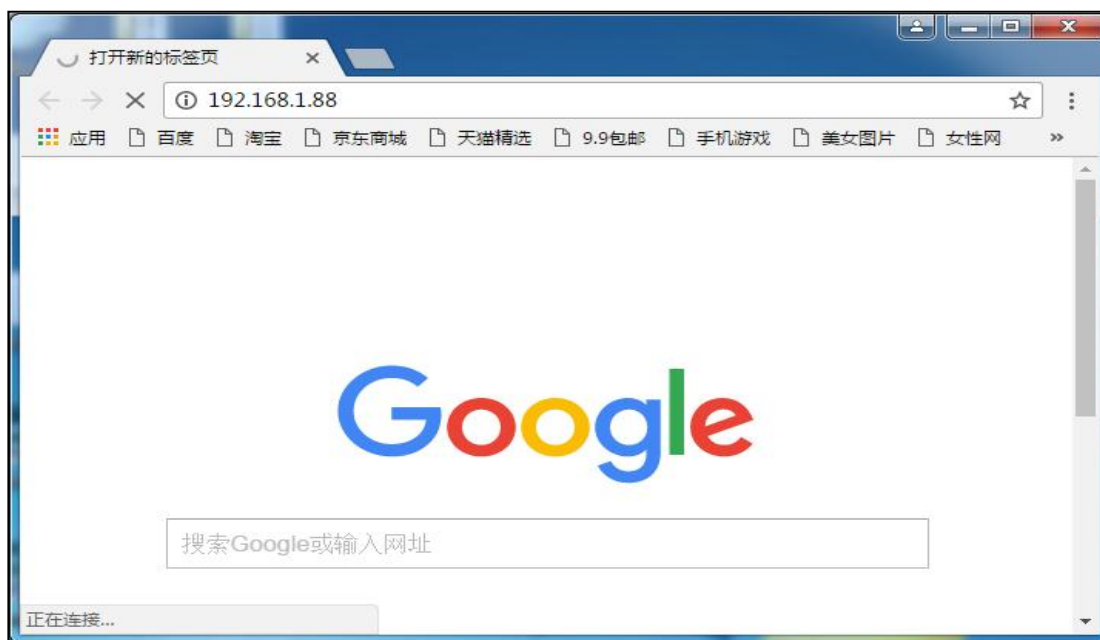 打开新的标签页
192.168.1.88
应用 百度 淘宝 京东商城 天猫精选 9.9包邮 手机游戏 美女图片 女性网 »
Google
搜索Google或输入网址
正在连接...